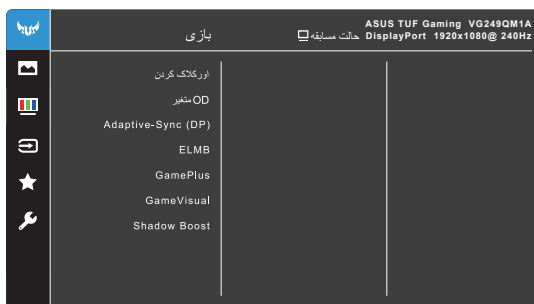 بازی
ASUS TUF Gaming VG249QM1A
حالت مسابقه DisplayPort 1920x1080@ 240Hz
اورکلاک کردن
OD متغیر
Adaptive-Sync (DP)
ELMB
GamePlus
GameVisual
Shadow Boost